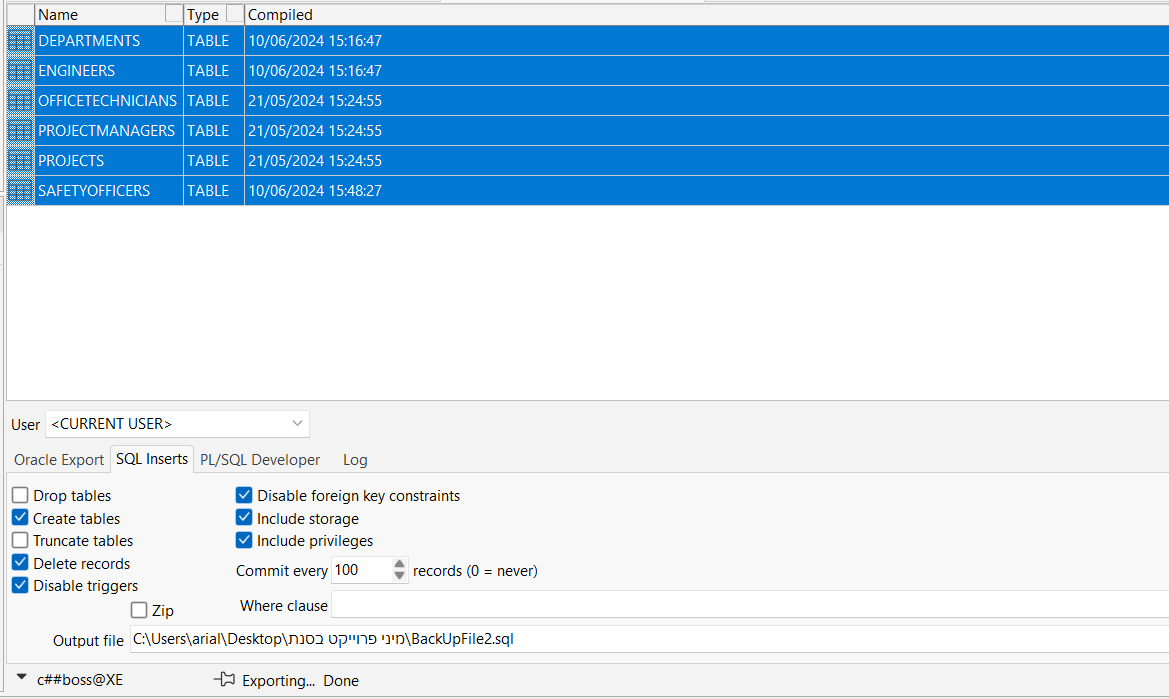 Name Type Compiled
DEPARTMENTS TABLE 10/06/2024 15:16:47
ENGINEERS TABLE 10/06/2024 15:16:47
OFFICETECHNICIANS TABLE 21/05/2024 15:24:55
PROJECTMANAGERS TABLE 21/05/2024 15:24:55
PROJECTS TABLE 21/05/2024 15:24:55
SAFETYOFFICERS TABLE 10/06/2024 15:48:27
User <CURRENT USER>
Oracle Export SQL Inserts PL/SQL Developer Log
Drop tables Disable foreign key constraints
Create tables Include storage
Truncate tables Include privileges
Delete records Commit every 100 records (0 = never)
Disable triggers
Zip Where clause
Output file C:\Users\arial\Desktop\מיני פרוייקט בסנת\BackUpFile2.sql
c##boss@XE Exporting... Done